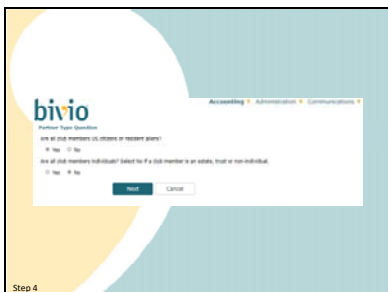 bivio
Accounting Administration Communications
Partner Type Question
Are all club members US citizens or resident aliens?
Yes No
Are all club members individuals? Select No if a club member is an estate, trust or non-individual.
Yes No
Next Cancel
Step 4